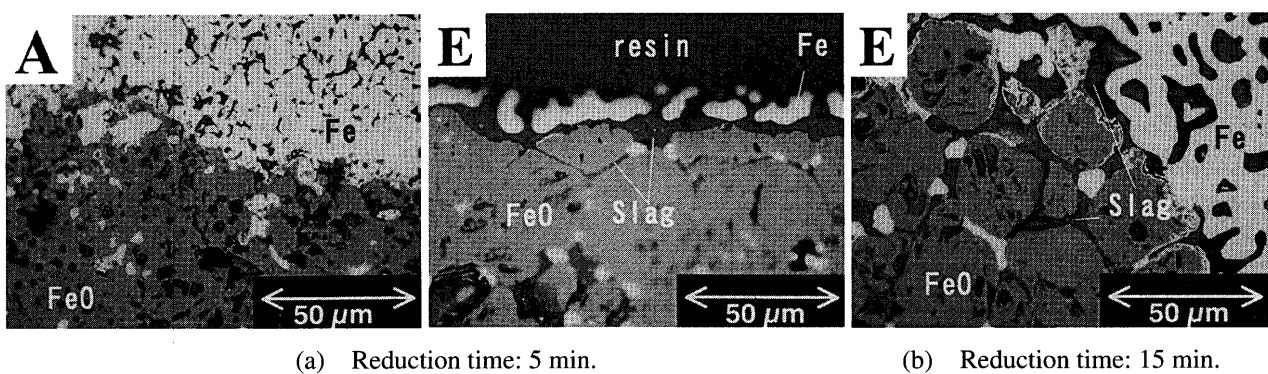 A
Fe
FeO
50 μm
E
resin
Fe
FeO
Slag
50 μm
E
Fe
Slag
FeO
50 μm
(a) Reduction time: 5 min.
(b) Reduction time: 15 min.